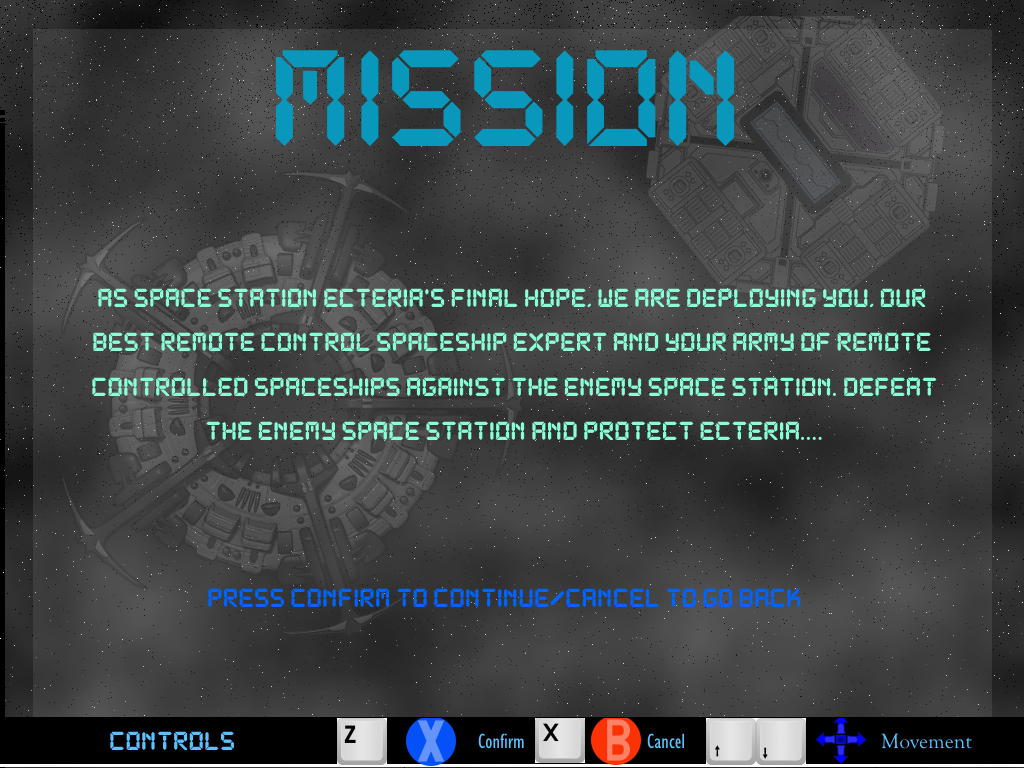 MISSION
AS SPACE STATION ECTERIA'S FINAL HOPE, WE ARE DEPLOYING YOU, OUR
BEST REMOTE CONTROL SPACESHIP EXPERT AND YOUR ARMY OF REMOTE
CONTROLLED SPACESHIPS AGAINST THE ENEMY SPACE STATION. DEFEAT
THE ENEMY SPACE STATION AND PROTECT ECTERIA....
PRESS CONFIRM TO CONTINUE/CANCEL TO GO BACK
CONTROLS Z X Confirm X B Cancel ↑ ↓ Movement